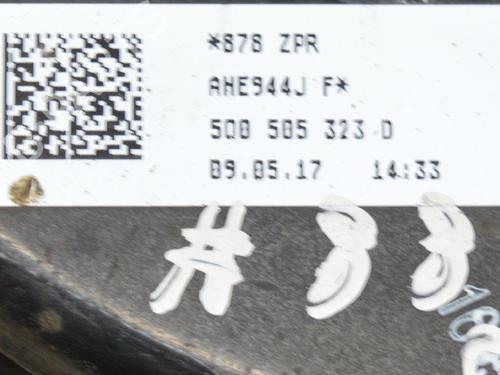 *878 ZPR
AHE944J F*
5Q0 505 323 D
09.05.17 14:33
A 33